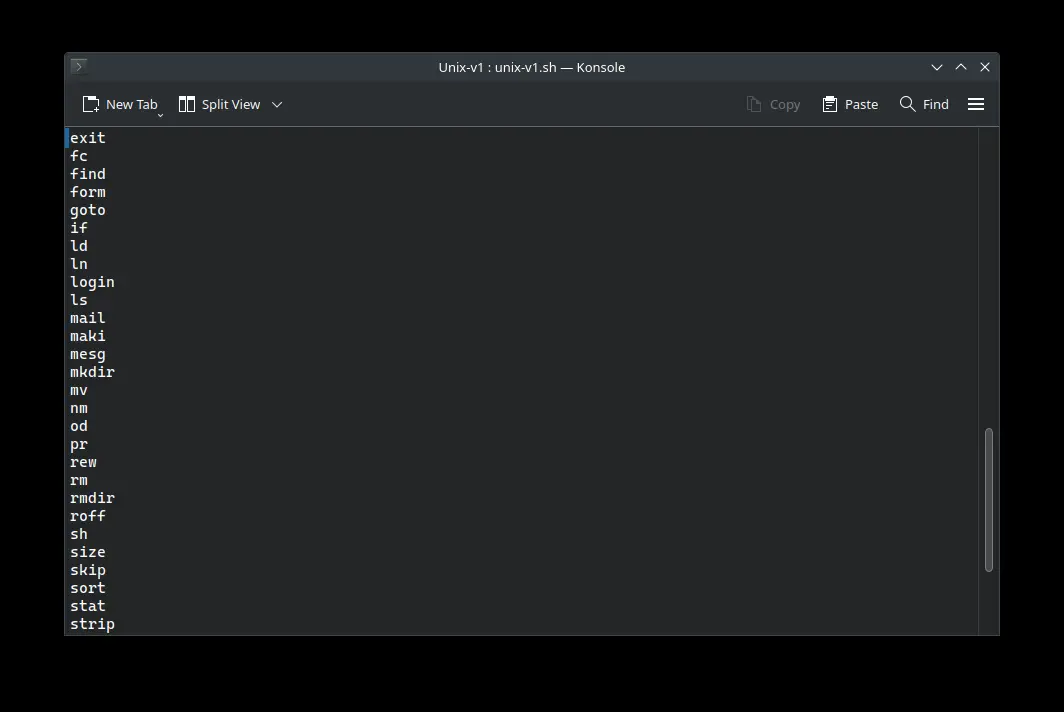 Unix-v1 : unix-v1.sh — Konsole
New Tab Split View Copy Paste Find
exit
fc
find
form
goto
if
ld
ln
login
ls
mail
maki
mesg
mkdir
mv
nm
od
pr
rew
rm
rmdir
roff
sh
size
skip
sort
stat
strip